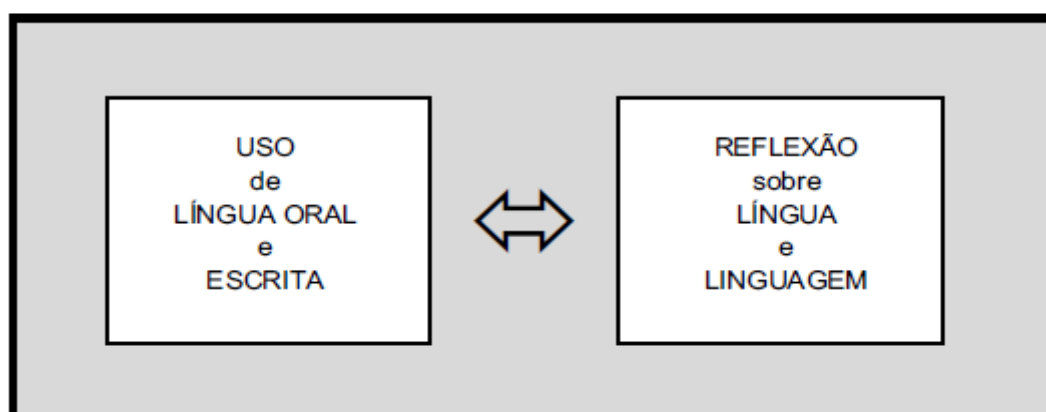 USO
de
LÍNGUA ORAL
e
ESCRITA
REFLEXÃO
sobre
LÍNGUA
e
LINGUAGEM